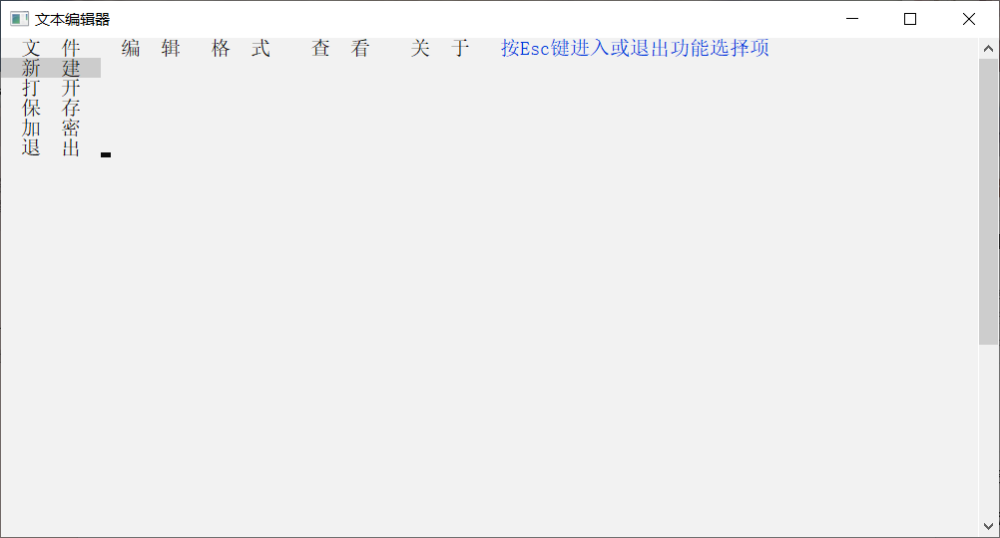 文本编辑器
文 件 编 辑 格 式 查 看 关 于 按Esc键进入或退出功能选择项
新 建
打 开
保 存
加 密
退 出